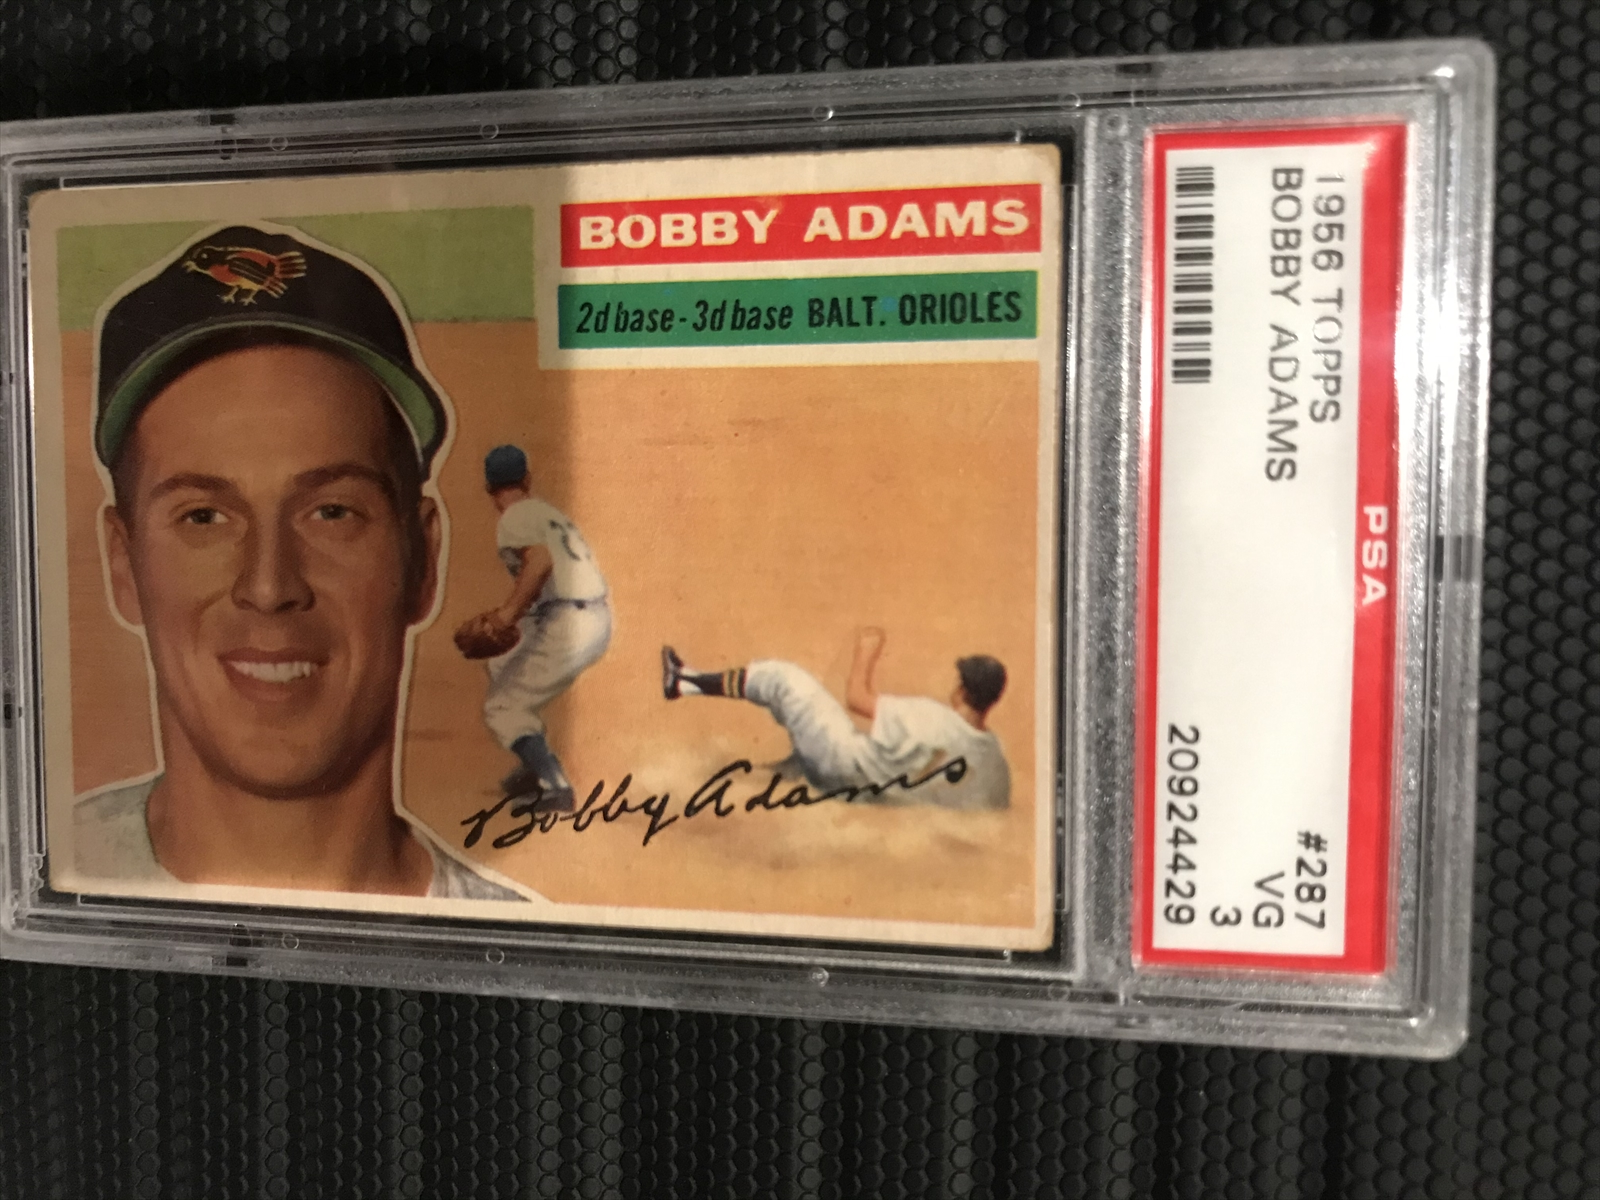 BOBBY ADAMS
2d base - 3d base BALT. ORIOLES
Bobby Adams
1956 TOPPS #287
BOBBY ADAMS VG
3
20924429
PSA